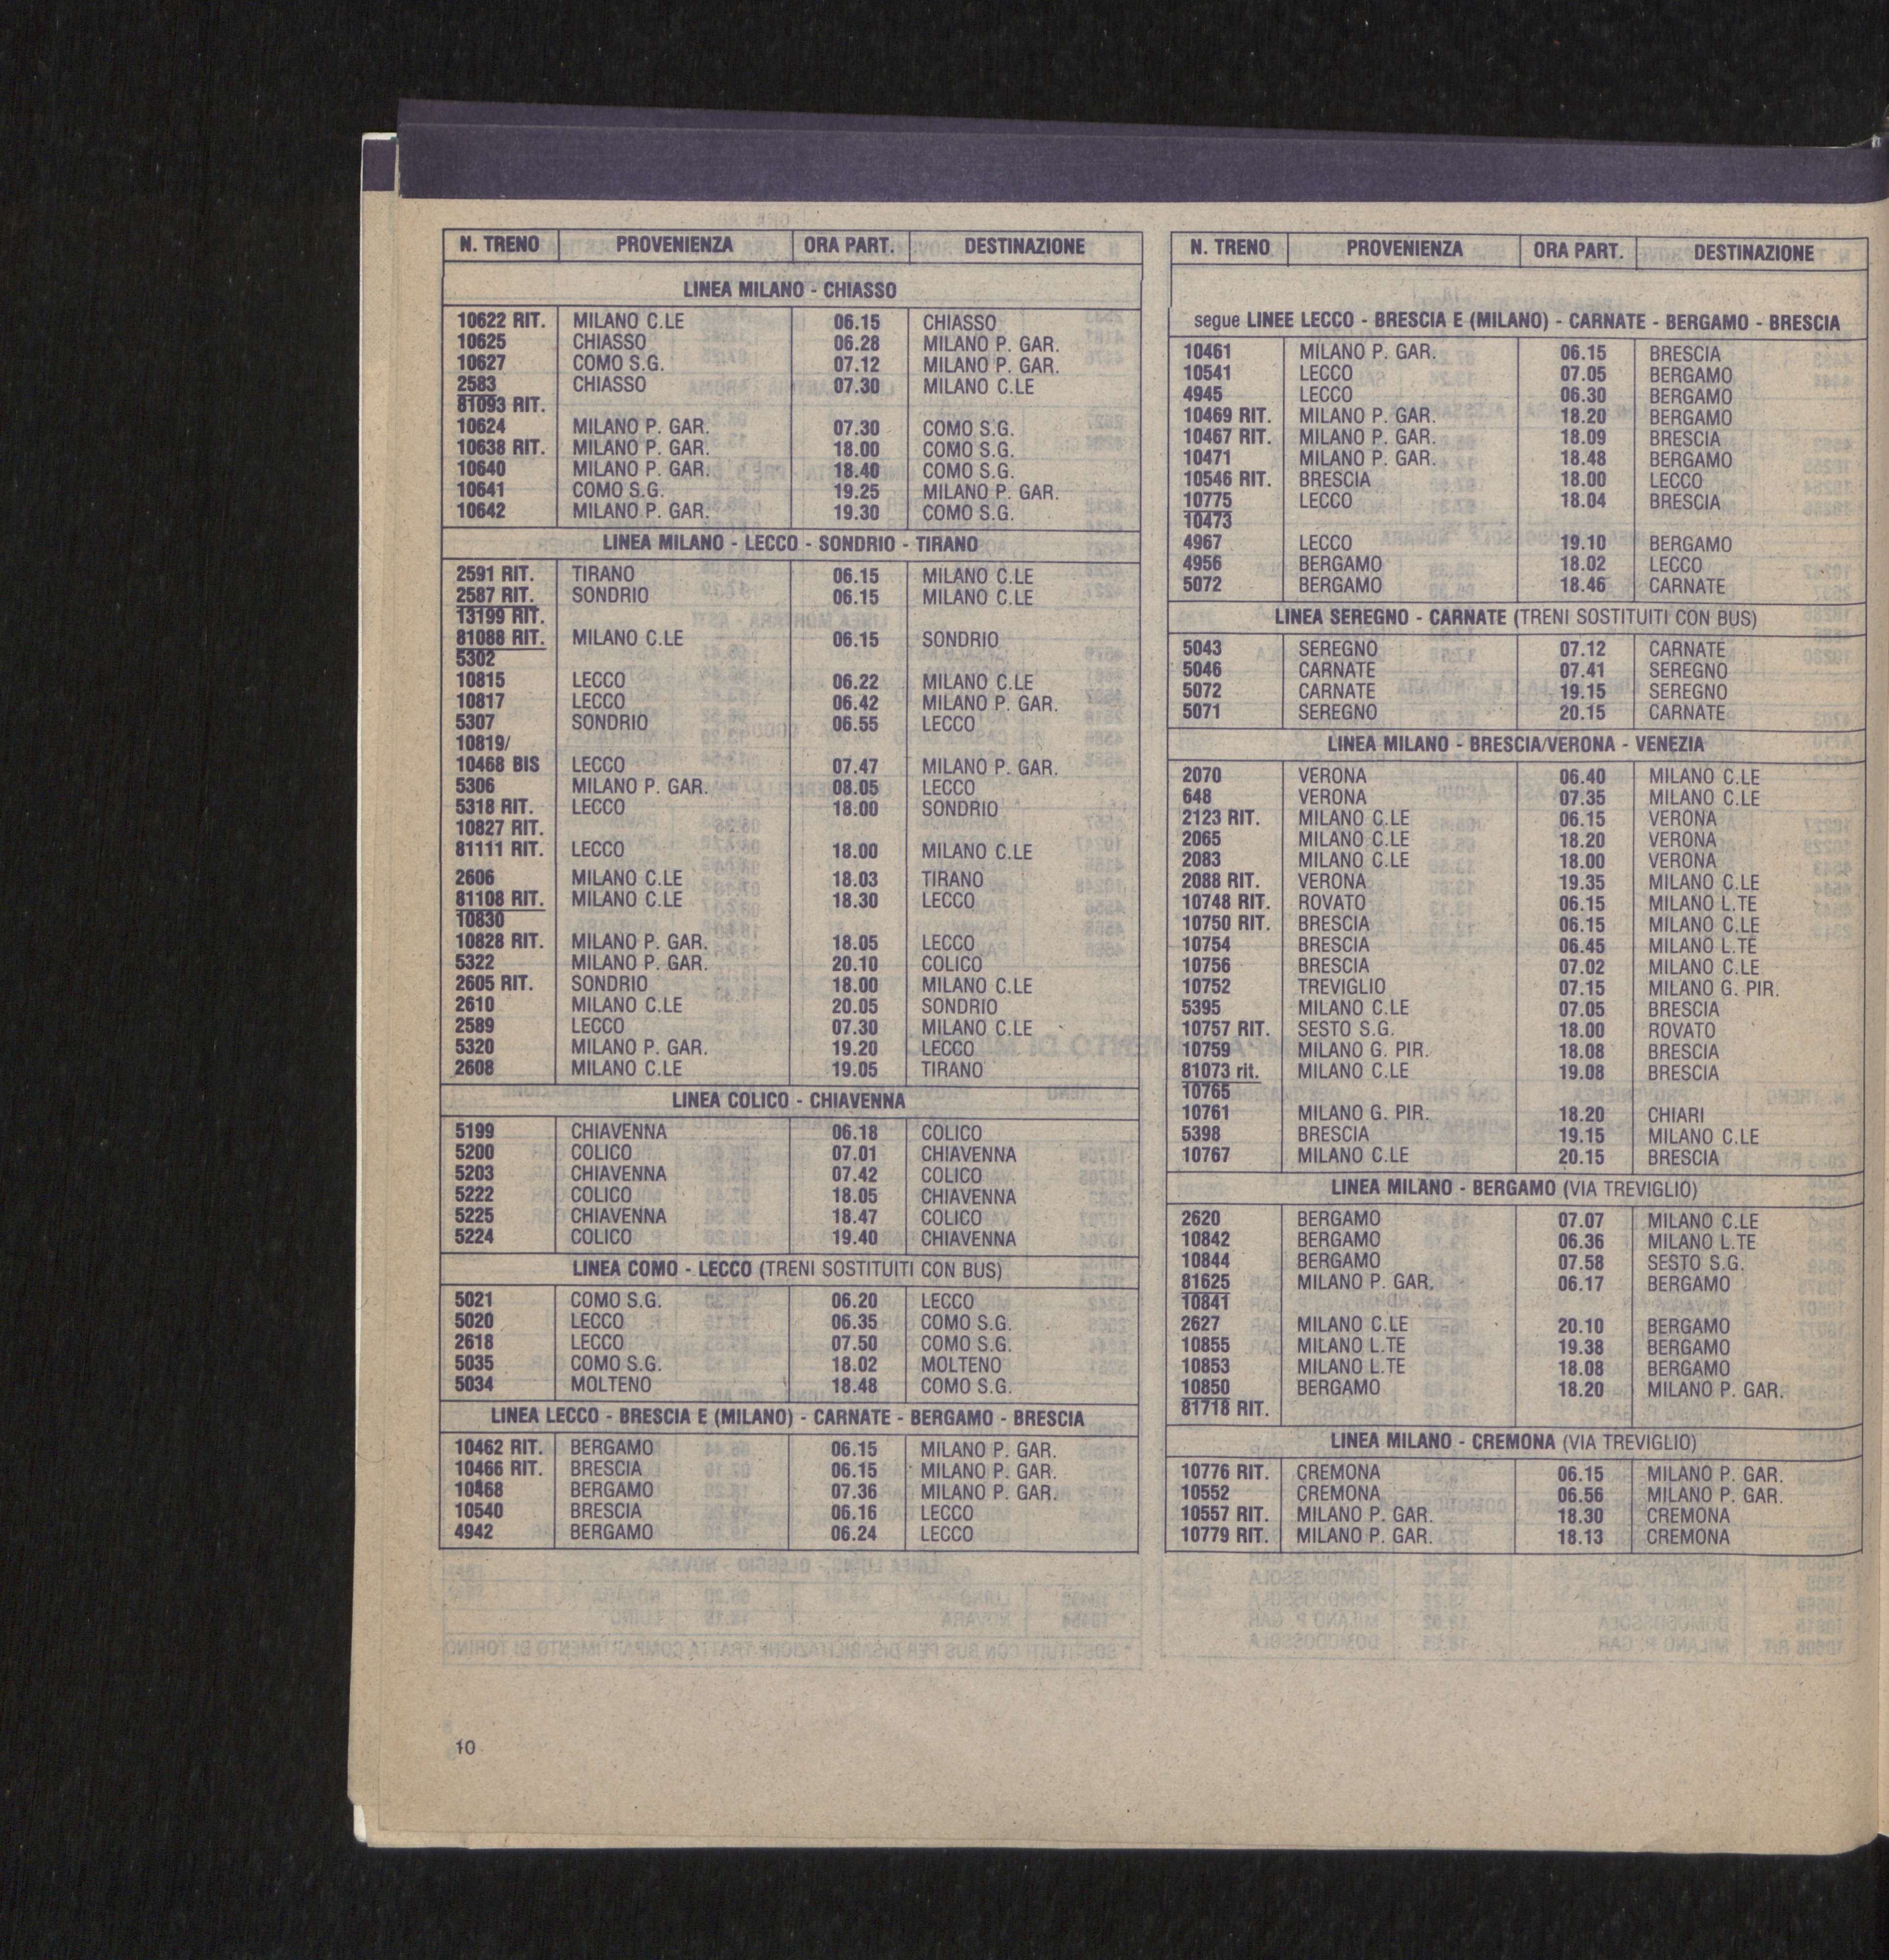 N. TRENO PROVENIENZA ORA PART. DESTINAZIONE
LINEA MILANO - CHIASSO
10622 RIT. MILANO C.LE 06.15 CHIASSO
10625 CHIASSO 06.28 MILANO P. GAR.
10627 COMO S.G. 07.12 MILANO P. GAR.
2583 CHIASSO 07.30 MILANO C.LE
81093 RIT.
10624 MILANO P. GAR. 07.30 COMO S.G.
10638 RIT. MILANO P. GAR. 18.00 COMO S.G.
10640 MILANO P. GAR. 18.40 COMO S.G.
10641 COMO S.G. 19.25 MILANO P. GAR.
10642 MILANO P. GAR. 19.30 COMO S.G.
LINEA MILANO - LECCO - SONDRIO - TIRANO
2591 RIT. TIRANO 06.15 MILANO C.LE
2587 RIT. SONDRIO 06.15 MILANO C.LE
13199 RIT.
81088 RIT. MILANO C.LE 06.15 SONDRIO
5302
10815 LECCO 06.22 MILANO C.LE
10817 LECCO 06.42 MILANO P. GAR.
5307 SONDRIO 06.55 LECCO
10819/
10468 BIS LECCO 07.47 MILANO P. GAR.
5306 MILANO P. GAR. 08.05 LECCO
5318 RIT. LECCO 18.00 SONDRIO
10827 RIT.
81111 RIT. LECCO 18.00 MILANO C.LE
2606 MILANO C.LE 18.03 TIRANO
81108 RIT. MILANO C.LE 18.30 LECCO
10830
10828 RIT. MILANO P. GAR. 18.05 LECCO
5322 MILANO P. GAR. 20.10 COLICO
2605 RIT. SONDRIO 18.00 MILANO C.LE
2610 MILANO C.LE 20.05 SONDRIO
2589 LECCO 07.30 MILANO C.LE
5320 MILANO P. GAR. 19.20 LECCO
2608 MILANO C.LE 19.05 TIRANO
LINEA COLICO - CHIAVENNA
5199 CHIAVENNA 06.18 COLICO
5200 COLICO 07.01 CHIAVENNA
5203 CHIAVENNA 07.42 COLICO
5222 COLICO 18.05 CHIAVENNA
5225 CHIAVENNA 18.47 COLICO
5224 COLICO 19.40 CHIAVENNA
LINEA COMO - LECCO (TRENI SOSTITUITI CON BUS)
5021 COMO S.G. 06.20 LECCO
5020 LECCO 06.35 COMO S.G.
2618 LECCO 07.50 COMO S.G.
5035 COMO S.G. 18.02 MOLTENO
5034 MOLTENO 18.48 COMO S.G.
LINEA LECCO - BRESCIA E (MILANO) - CARNATE - BERGAMO - BRESCIA
10462 RIT. BERGAMO 06.15 MILANO P. GAR.
10466 RIT. BRESCIA 06.15 MILANO P. GAR.
10468 BERGAMO 07.36 MILANO P. GAR.
10540 BRESCIA 06.16 LECCO
4942 BERGAMO 06.24 LECCO
10
N. TRENO PROVENIENZA ORA PART. DESTINAZIONE
segue LINEE LECCO - BRESCIA E (MILANO) - CARNATE - BERGAMO - BRESCIA
10461 MILANO P. GAR. 06.15 BRESCIA
10541 LECCO 07.05 BERGAMO
4945 LECCO 06.30 BERGAMO
10469 RIT. MILANO P. GAR. 18.20 BERGAMO
10467 RIT. MILANO P. GAR. 18.09 BRESCIA
10471 MILANO P. GAR. 18.48 BERGAMO
10546 RIT. BRESCIA 18.00 LECCO
10775 LECCO 18.04 BRESCIA
10473
4967 LECCO 19.10 BERGAMO
4956 BERGAMO 18.02 LECCO
5072 BERGAMO 18.46 CARNATE
LINEA SEREGNO - CARNATE (TRENI SOSTITUITI CON BUS)
5043 SEREGNO 07.12 CARNATE
5046 CARNATE 07.41 SEREGNO
5072 CARNATE 19.15 SEREGNO
5071 SEREGNO 20.15 CARNATE
LINEA MILANO - BRESCIA/VERONA - VENEZIA
2070 VERONA 06.40 MILANO C.LE
648 VERONA 07.35 MILANO C.LE
2123 RIT. MILANO C.LE 06.15 VERONA
2065 MILANO C.LE 18.20 VERONA
2083 MILANO C.LE 18.00 VERONA
2088 RIT. VERONA 19.35 MILANO C.LE
10748 RIT. ROVATO 06.15 MILANO L.TE
10750 RIT. BRESCIA 06.15 MILANO C.LE
10754 BRESCIA 06.45 MILANO L.TE
10756 BRESCIA 07.02 MILANO C.LE
10752 TREVIGLIO 07.15 MILANO G. PIR.
5395 MILANO C.LE 07.05 BRESCIA
10757 RIT. SESTO S.G. 18.00 ROVATO
10759 MILANO G. PIR. 18.08 BRESCIA
81073 rit. MILANO C.LE 19.08 BRESCIA
10765
10761 MILANO G. PIR. 18.20 CHIARI
5398 BRESCIA 19.15 MILANO C.LE
10767 MILANO C.LE 20.15 BRESCIA
LINEA MILANO - BERGAMO (VIA TREVIGLIO)
2620 BERGAMO 07.07 MILANO C.LE
10842 BERGAMO 06.36 MILANO L.TE
10844 BERGAMO 07.58 SESTO S.G.
81625 MILANO P. GAR. 06.17 BERGAMO
10841
2627 MILANO C.LE 20.10 BERGAMO
10855 MILANO L.TE 19.38 BERGAMO
10853 MILANO L.TE 18.08 BERGAMO
10850 BERGAMO 18.20 MILANO P. GAR.
81718 RIT.
LINEA MILANO - CREMONA (VIA TREVIGLIO)
10776 RIT. CREMONA 06.15 MILANO P. GAR.
10552 CREMONA 06.56 MILANO P. GAR.
10557 RIT. MILANO P. GAR. 18.30 CREMONA
10779 RIT. MILANO P. GAR. 18.13 CREMONA